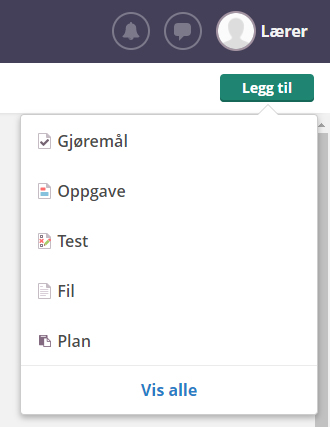 Lærer
Legg til
Gjøremål
Oppgave
Test
Fil
Plan
Vis alle